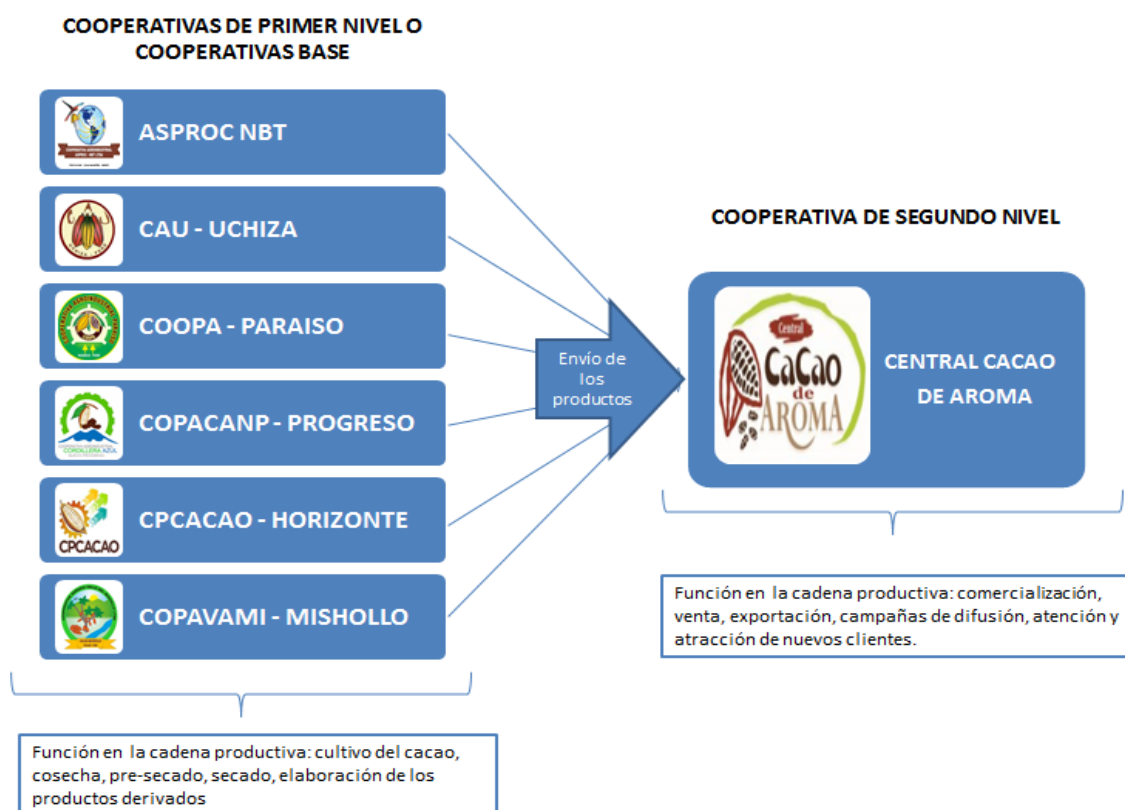 COOPERATIVAS DE PRIMER NIVEL O
COOPERATIVAS BASE
ASPROC NBT
CAU - UCHIZA
COOPA - PARAISO
COPACANP - PROGRESO
CORDILLERA AZUL
CPCACAO - HORIZONTE
CPCACAO
COPAVAMI - MISHOLLO
Función en la cadena productiva: cultivo del cacao,
cosecha, pre-secado, secado, elaboración de los
productos derivados
Envío de
los
productos
COOPERATIVA DE SEGUNDO NIVEL
Central
CaCao
de
AROMA
CENTRAL CACAO
DE AROMA
Función en la cadena productiva: comercialización,
venta, exportación, campañas de difusión, atención y
atracción de nuevos clientes.